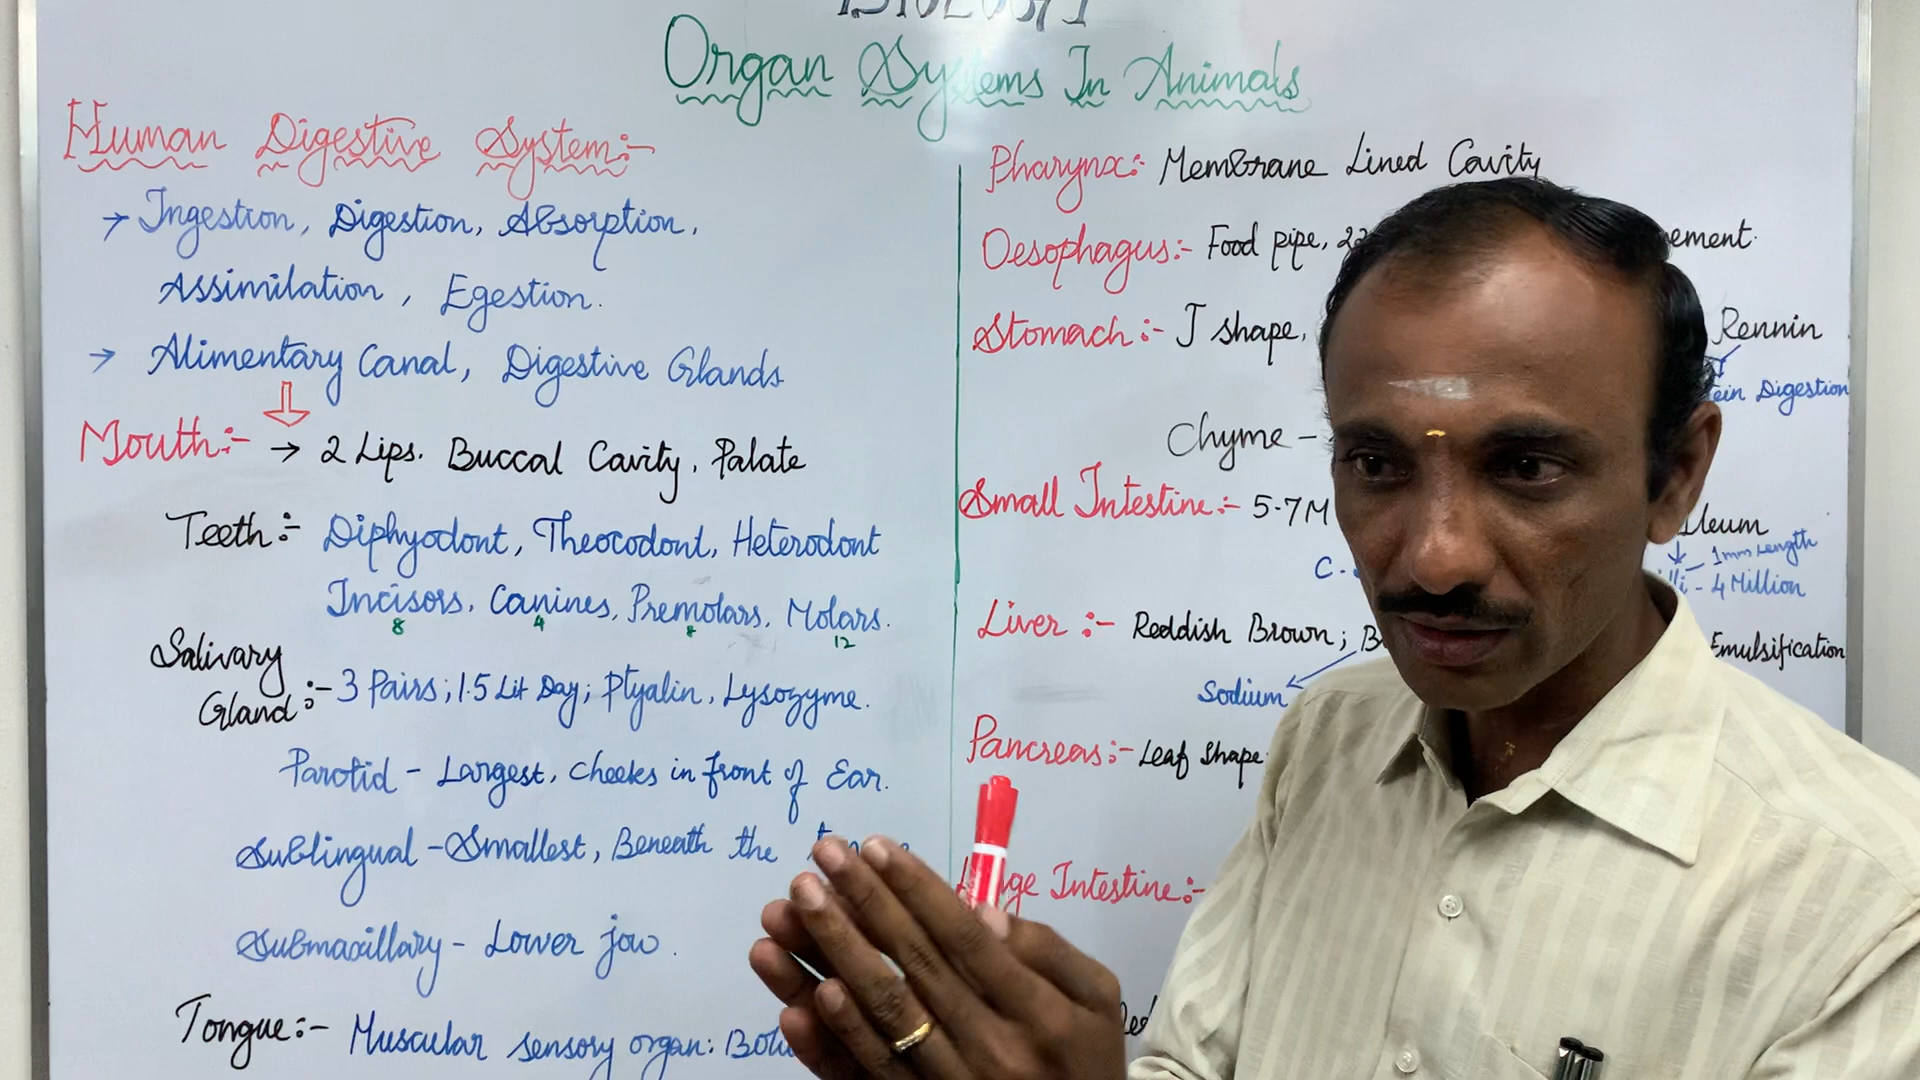 Organ Systems In Animals
Human Digestive System:-
→ Ingestion, Digestion, Absorption,
Assimilation, Egestion.
→ Alimentary Canal, Digestive Glands
Mouth:- → 2 Lips. Buccal Cavity, Palate
Teeth:- Diphyodont, Theocodont, Heterodont
Incisors, Canines, Premolars, Molars.
8 4 12
Salivary
Gland:- 3 Pairs; 1.5 Lit Day; Ptyalin, Lysozyme.
Parotid - Largest, Cheeks in front of Ear.
Sublingual - Smallest, Beneath the
Submaxillary - Lower jaw.
Tongue:- Muscular sensory organ:
Pharynx:- Membrane Lined Cavity
Oesophagus:- Food pipe,
Stomach:- J shape, Rennin
Digestion
Chyme -
Small Intestine:- 5-7M Ileum
1mm Length
- 4 Million
Liver:- Reddish Brown; Emulsification
Sodium
Pancreas:- Leaf Shape
Intestine:-